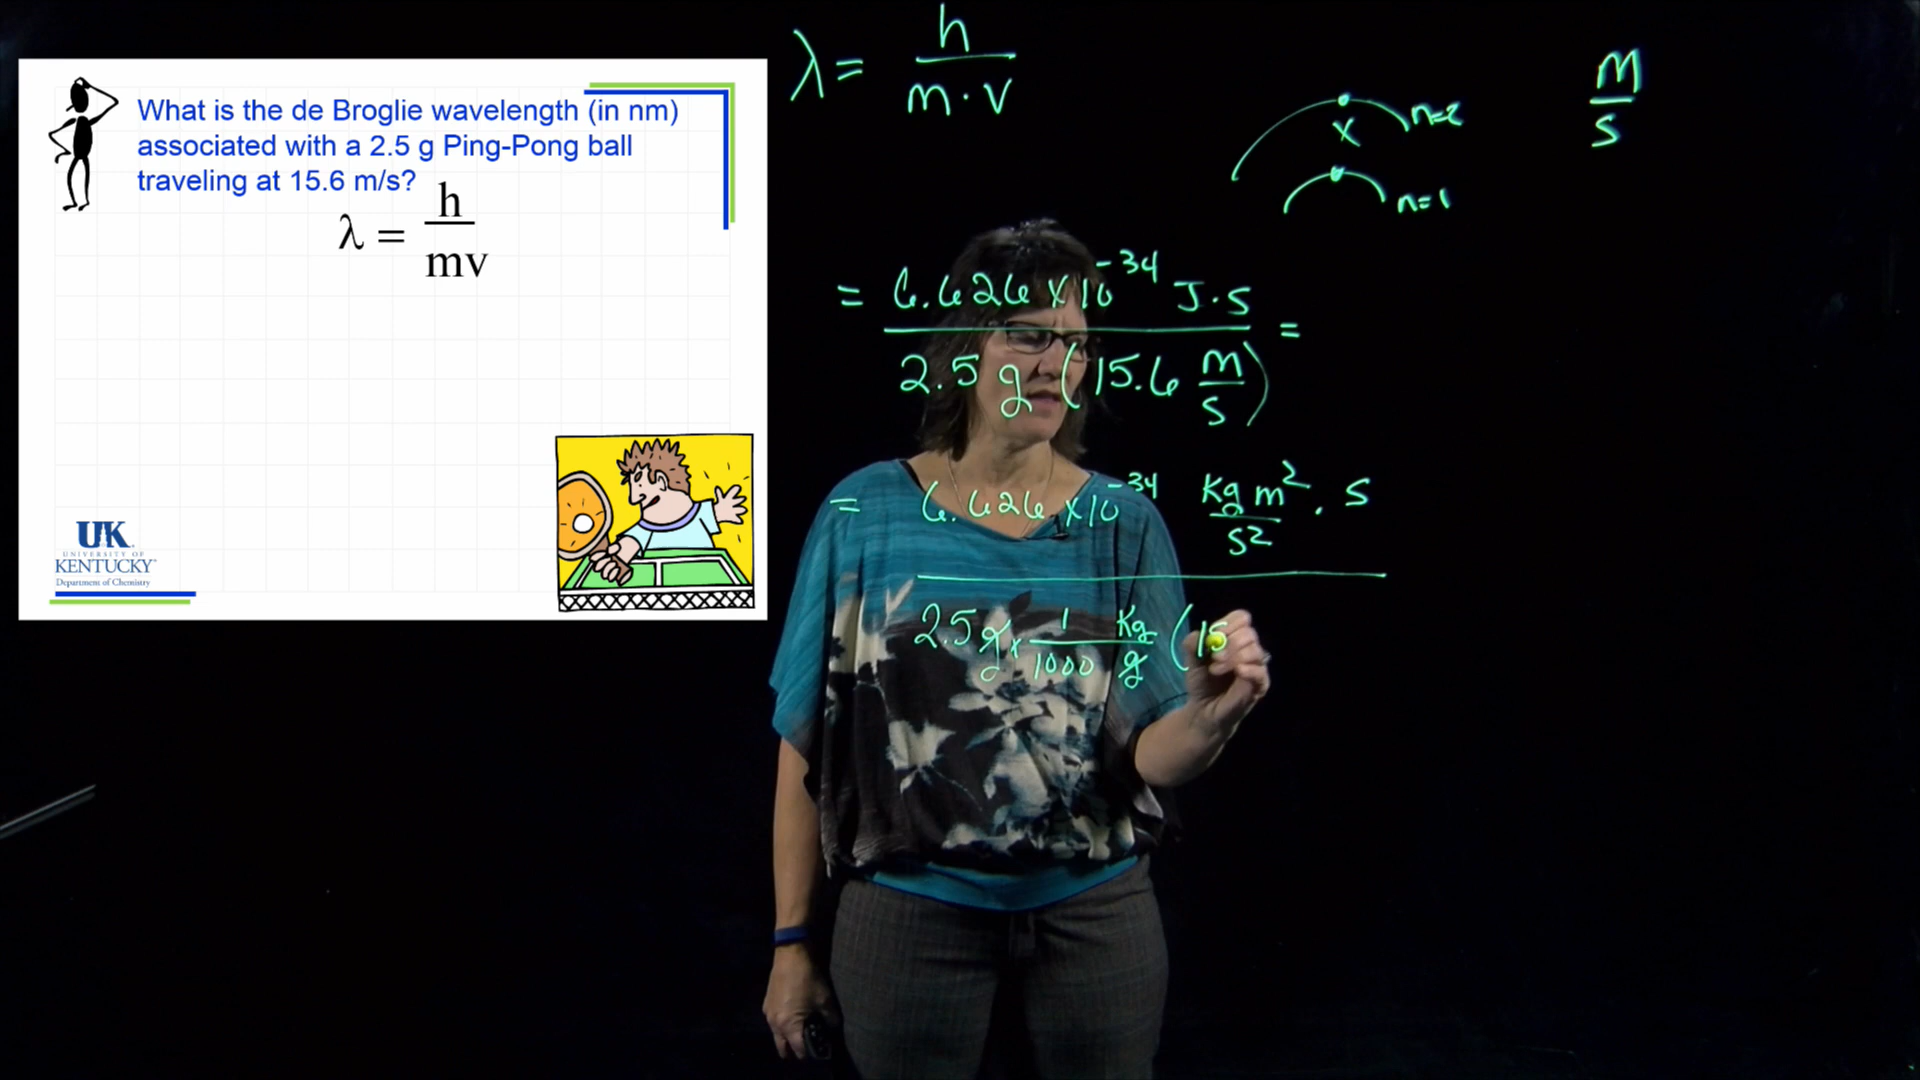 What is the de Broglie wavelength (in nm)
associated with a 2.5 g Ping-Pong ball
traveling at 15.6 m/s?
λ = h
mv
UK
UNIVERSITY OF
KENTUCKY
Department of Chemistry
λ = h
m · v
n=2
x
n=1
m
s
= 6.626 x 10^-34 J·s =
2.5 g (15.6 m/s)
= 6.626 x 10^-34 kg m^2 / s^2 · s
2.5 g x 1/1000 kg/g (15